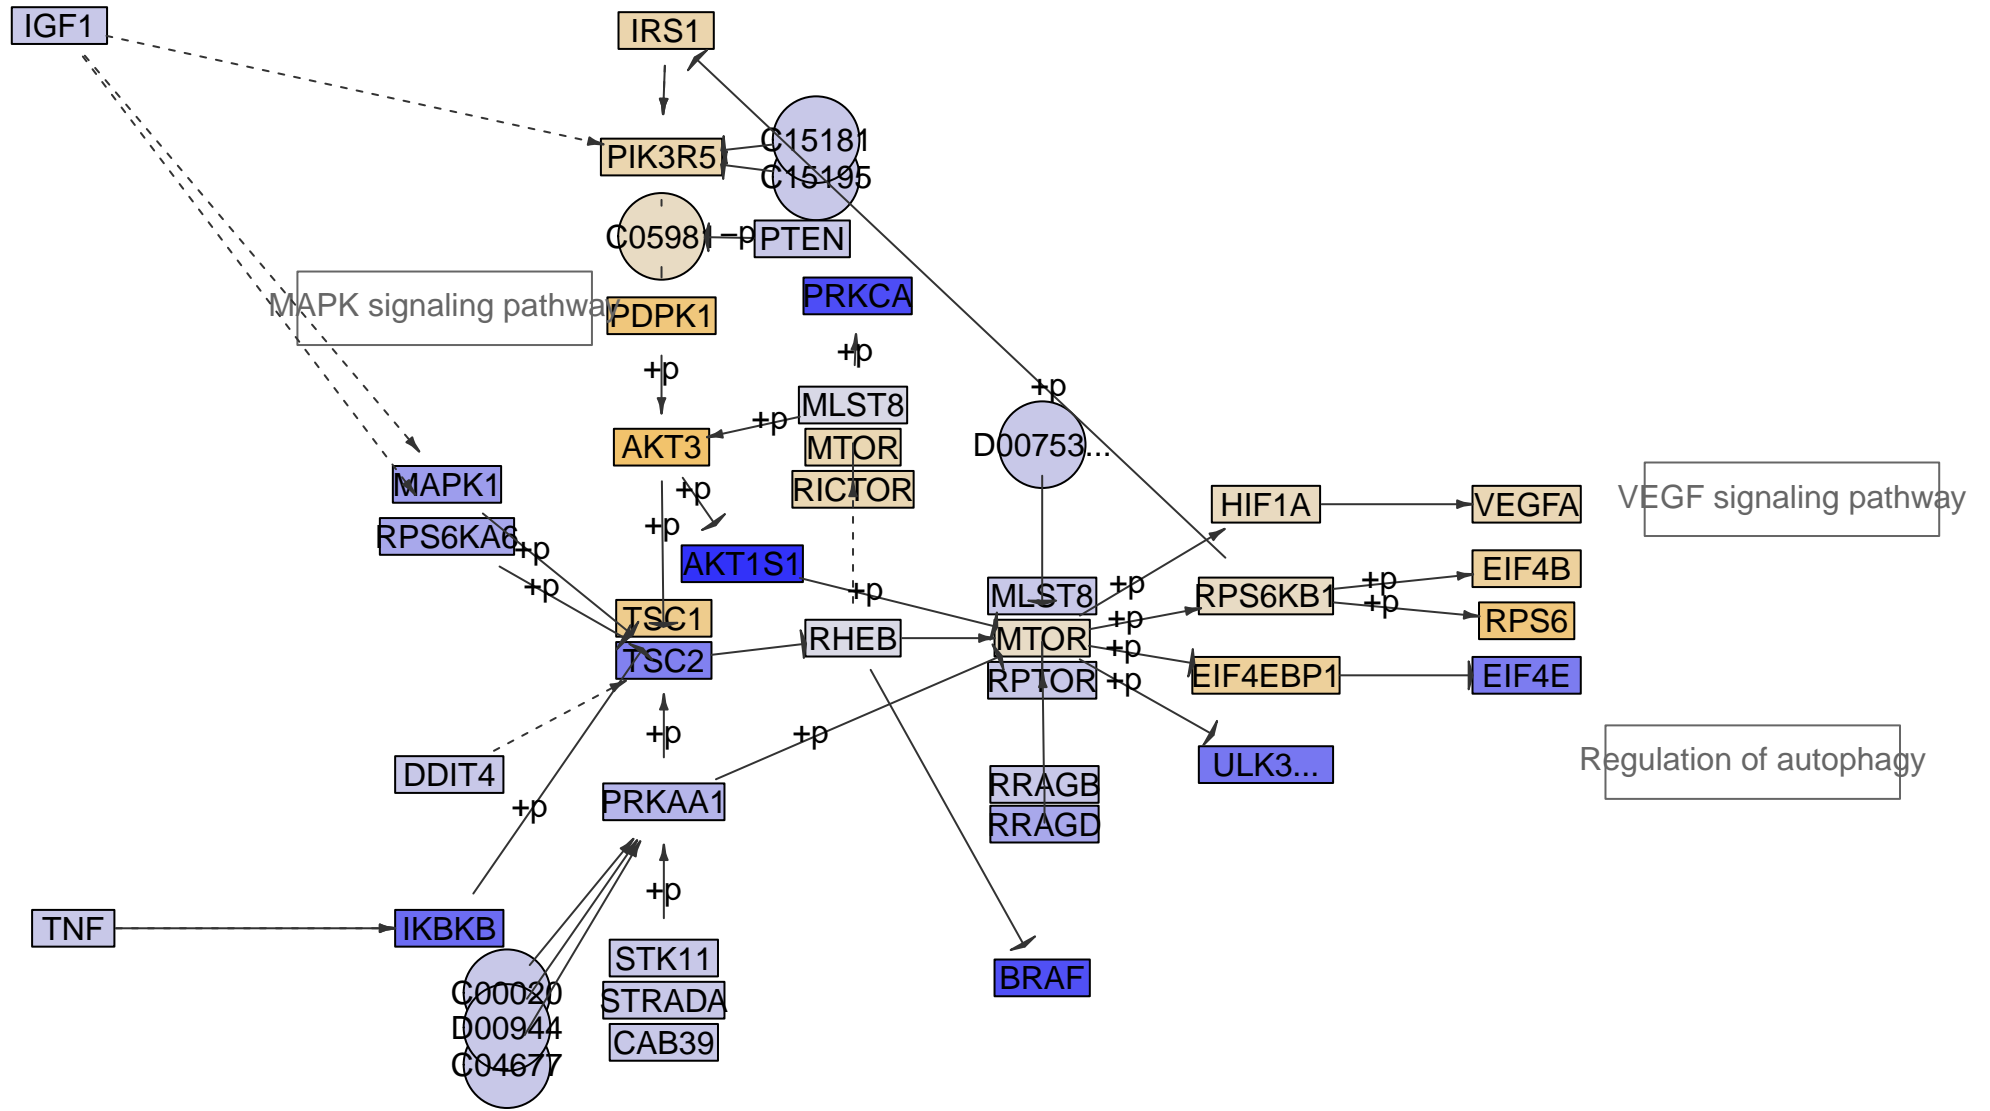 IGF1
IRS1
PIK3R5
C15181
C15195
C0598
−p
PTEN
MAPK signaling pathway
PDPK1
PRKCA
+p
+p
+p
MLST8
+p
AKT3
MTOR
D00753...
MAPK1
+p
RICTOR
HIF1A
VEGFA
VEGF signaling pathway
RPS6KA6
+p
+p
AKT1S1
EIF4B
+p
+p
+p
+p
MLST8
RPS6KB1
+p
TSC1
+p
RPS6
RHEB
MTOR
+p
TSC2
RPTOR
+p
EIF4EBP1
EIF4E
+p
+p
DDIT4
ULK3...
Regulation of autophagy
PRKAA1
+p
RRAGB
RRAGD
+p
TNF
IKBKB
STK11
BRAF
C00020
STRADA
D00944
CAB39
C04677